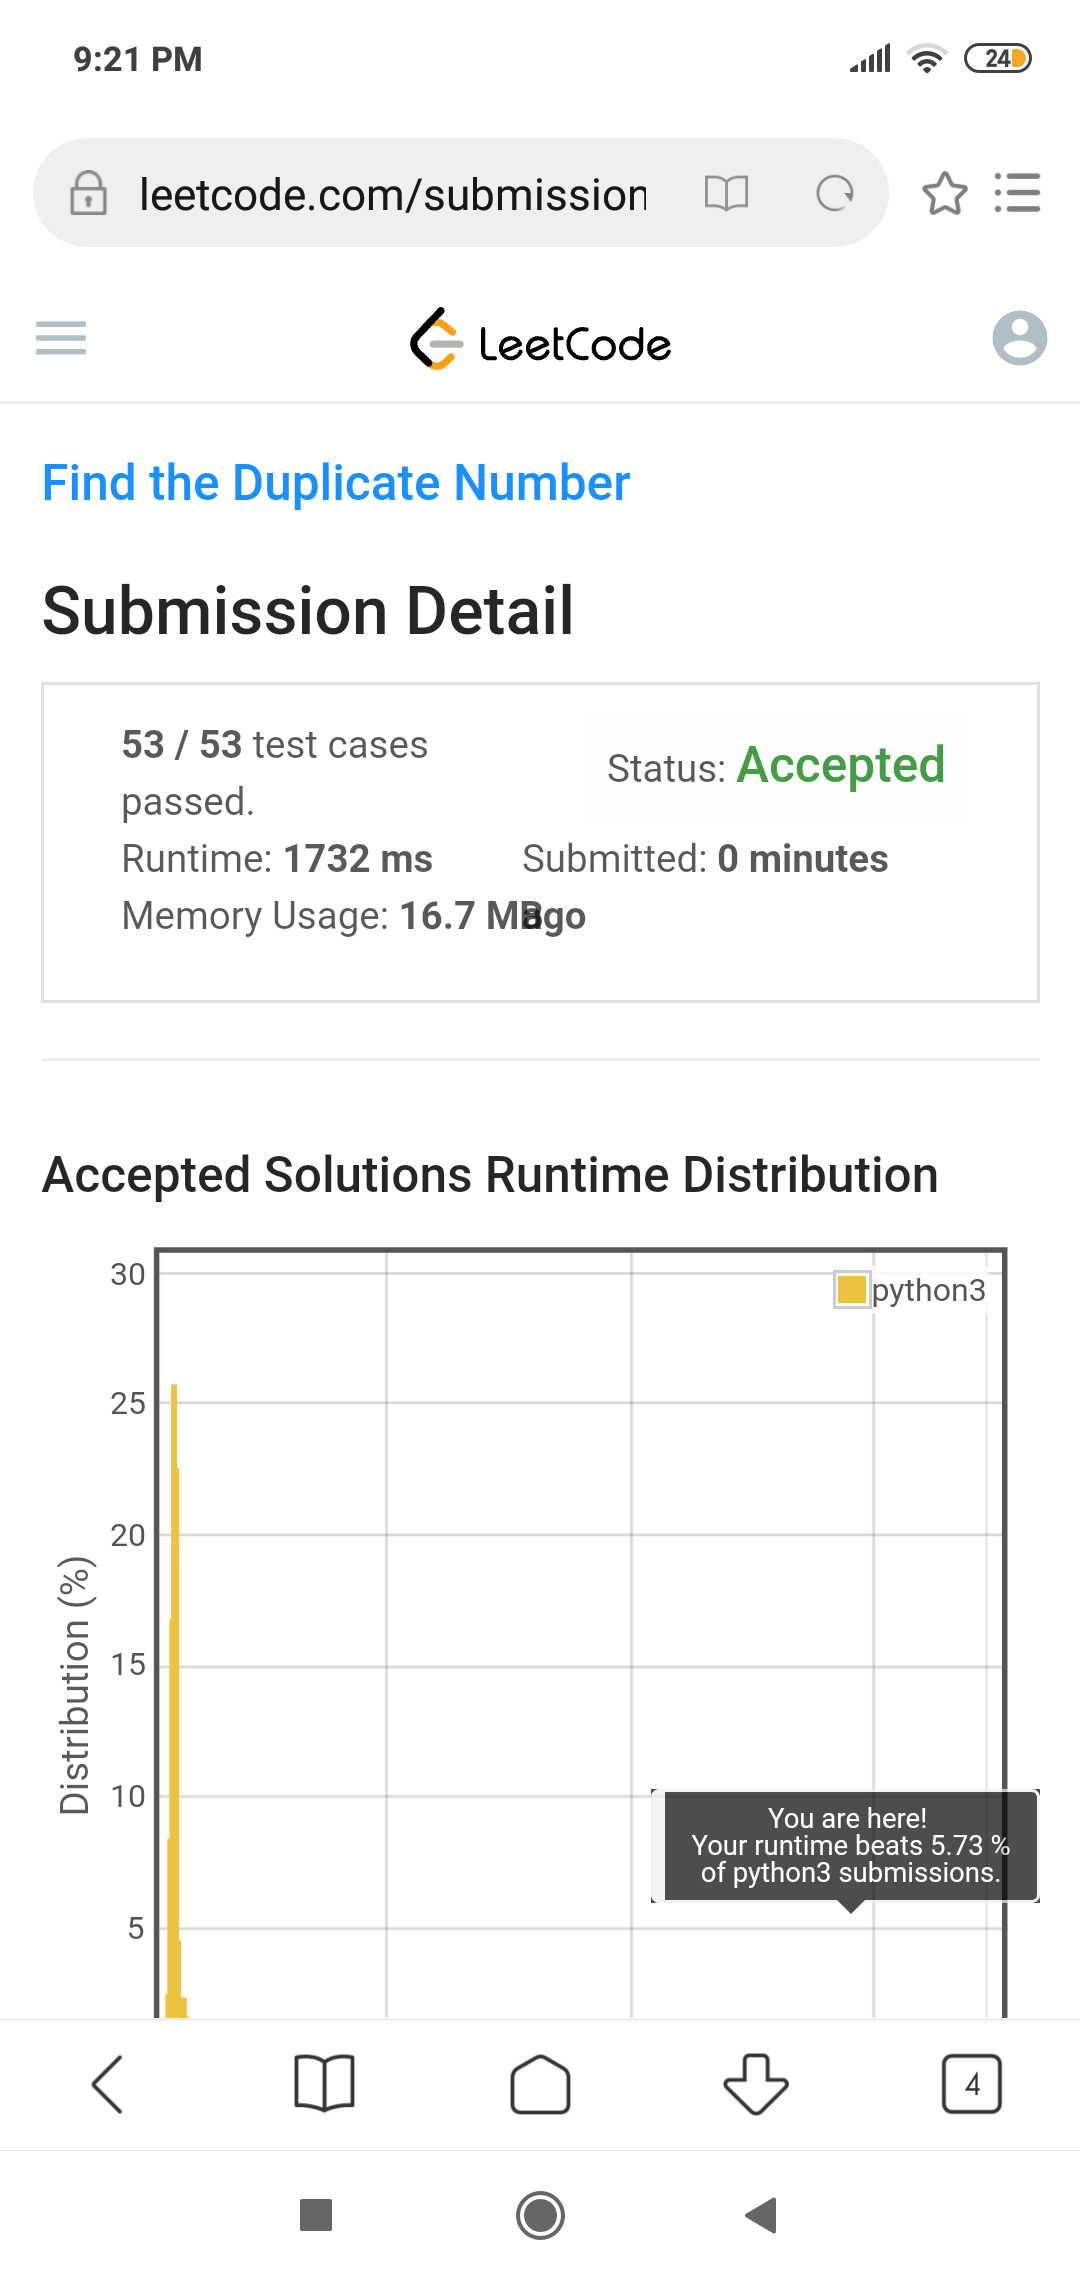 9:21 PM
24
leetcode.com/submission
LeetCode
Find the Duplicate Number
Submission Detail
53 / 53 test cases
passed.
Status: Accepted
Runtime: 1732 ms
Submitted: 0 minutes
Memory Usage: 16.7 MB
ago
Accepted Solutions Runtime Distribution
30
python3
25
20
15
Distribution (%)
10
You are here!
Your runtime beats 5.73 %
of python3 submissions.
5
4